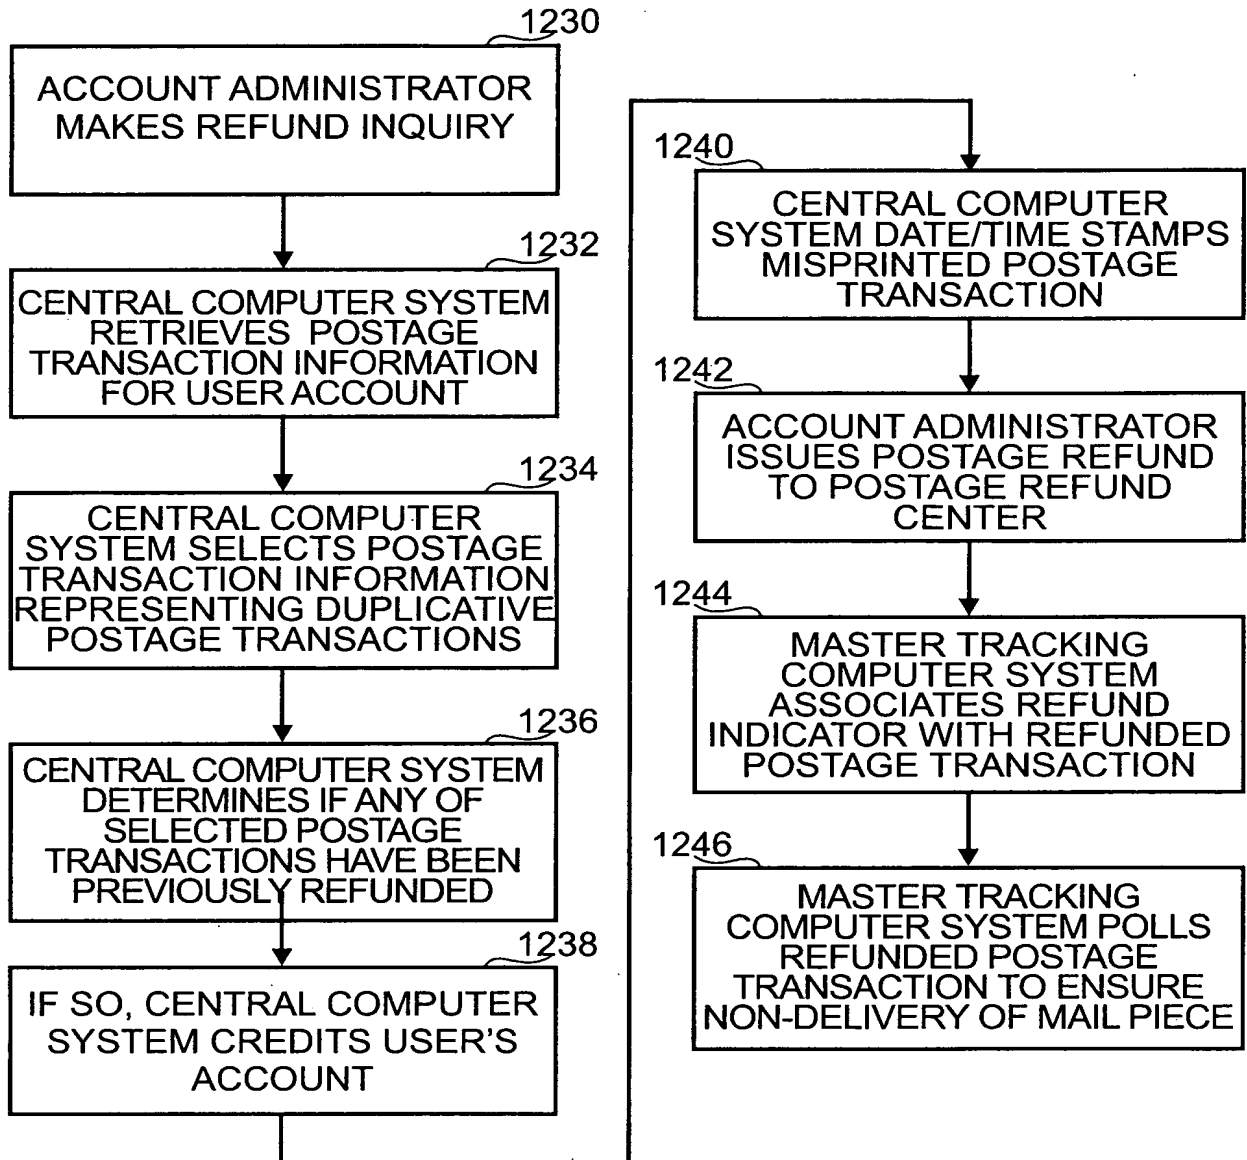 1230
ACCOUNT ADMINISTRATOR
MAKES REFUND INQUIRY
1232
CENTRAL COMPUTER SYSTEM
RETRIEVES POSTAGE
TRANSACTION INFORMATION
FOR USER ACCOUNT
1234
CENTRAL COMPUTER
SYSTEM SELECTS POSTAGE
TRANSACTION INFORMATION
REPRESENTING DUPLICATIVE
POSTAGE TRANSACTIONS
1236
CENTRAL COMPUTER SYSTEM
DETERMINES IF ANY OF
SELECTED POSTAGE
TRANSACTIONS HAVE BEEN
PREVIOUSLY REFUNDED
1238
IF SO, CENTRAL COMPUTER
SYSTEM CREDITS USER'S
ACCOUNT
1240
CENTRAL COMPUTER
SYSTEM DATE/TIME STAMPS
MISPRINTED POSTAGE
TRANSACTION
1242
ACCOUNT ADMINISTRATOR
ISSUES POSTAGE REFUND
TO POSTAGE REFUND
CENTER
1244
MASTER TRACKING
COMPUTER SYSTEM
ASSOCIATES REFUND
INDICATOR WITH REFUNDED
POSTAGE TRANSACTION
1246
MASTER TRACKING
COMPUTER SYSTEM POLLS
REFUNDED POSTAGE
TRANSACTION TO ENSURE
NON-DELIVERY OF MAIL PIECE